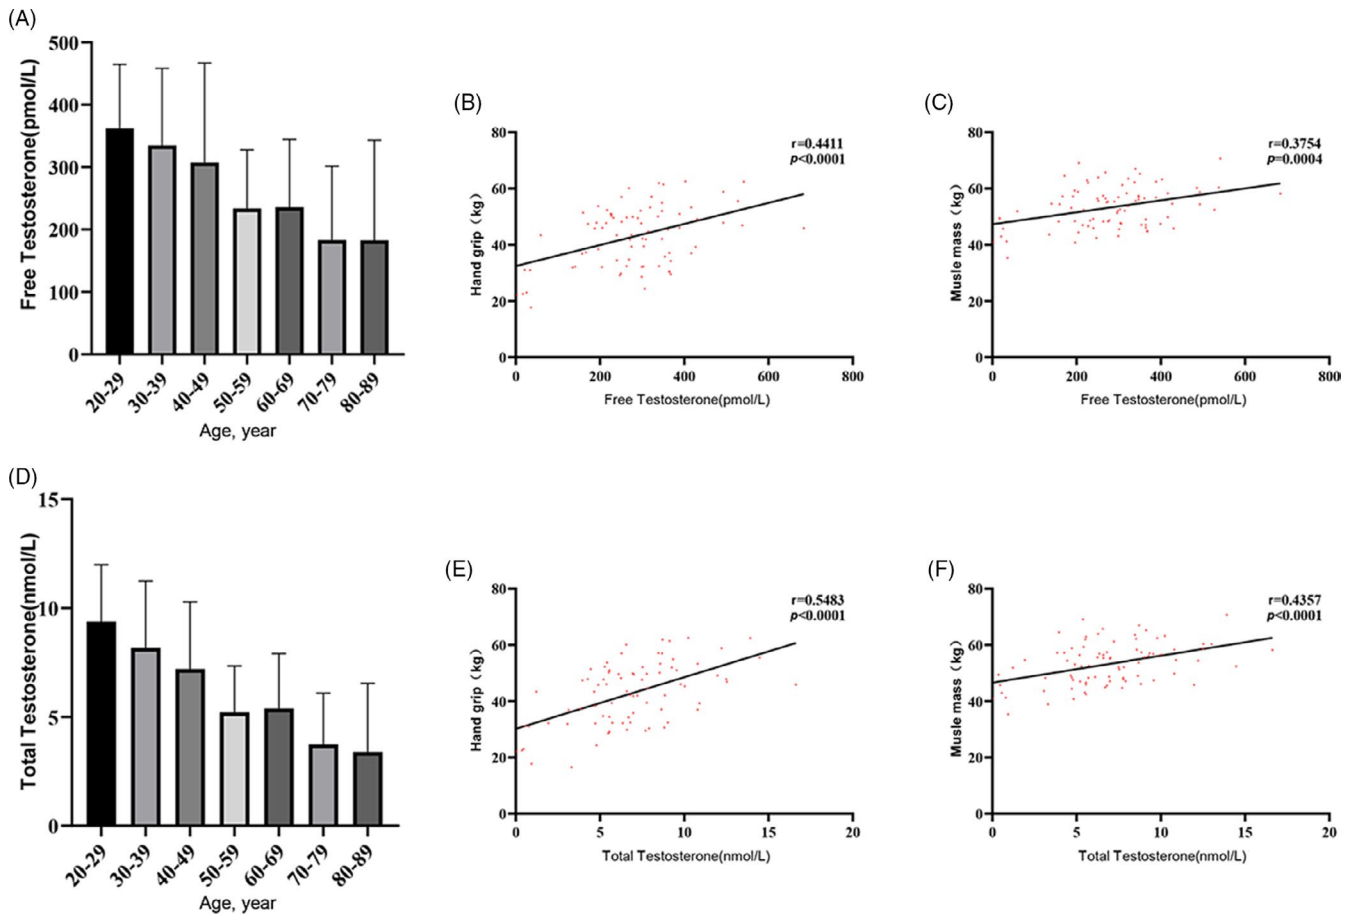 (A)
Free Testosterone(pmol/L)
500
400
300
200
100
0
20-29
30-39
40-49
50-59
60-69
70-79
80-89
Age, year
(B)
Hand grip（kg）
80
60
40
20
0
r=0.4411
p<0.0001
0
200
400
600
800
Free Testosterone(pmol/L)
(C)
Musle mass（kg）
80
60
40
20
0
r=0.3754
p=0.0004
0
200
400
600
800
Free Testosterone(pmol/L)
(D)
Total Testosterone(nmol/L)
15
10
5
0
20-29
30-39
40-49
50-59
60-69
70-79
80-89
Age, year
(E)
Hand grip（kg）
80
60
40
20
0
r=0.5483
p<0.0001
0
5
10
15
20
Total Testosterone(nmol/L)
(F)
Musle mass（kg）
80
60
40
20
0
r=0.4357
p<0.0001
0
5
10
15
20
Total Testosterone(nmol/L)